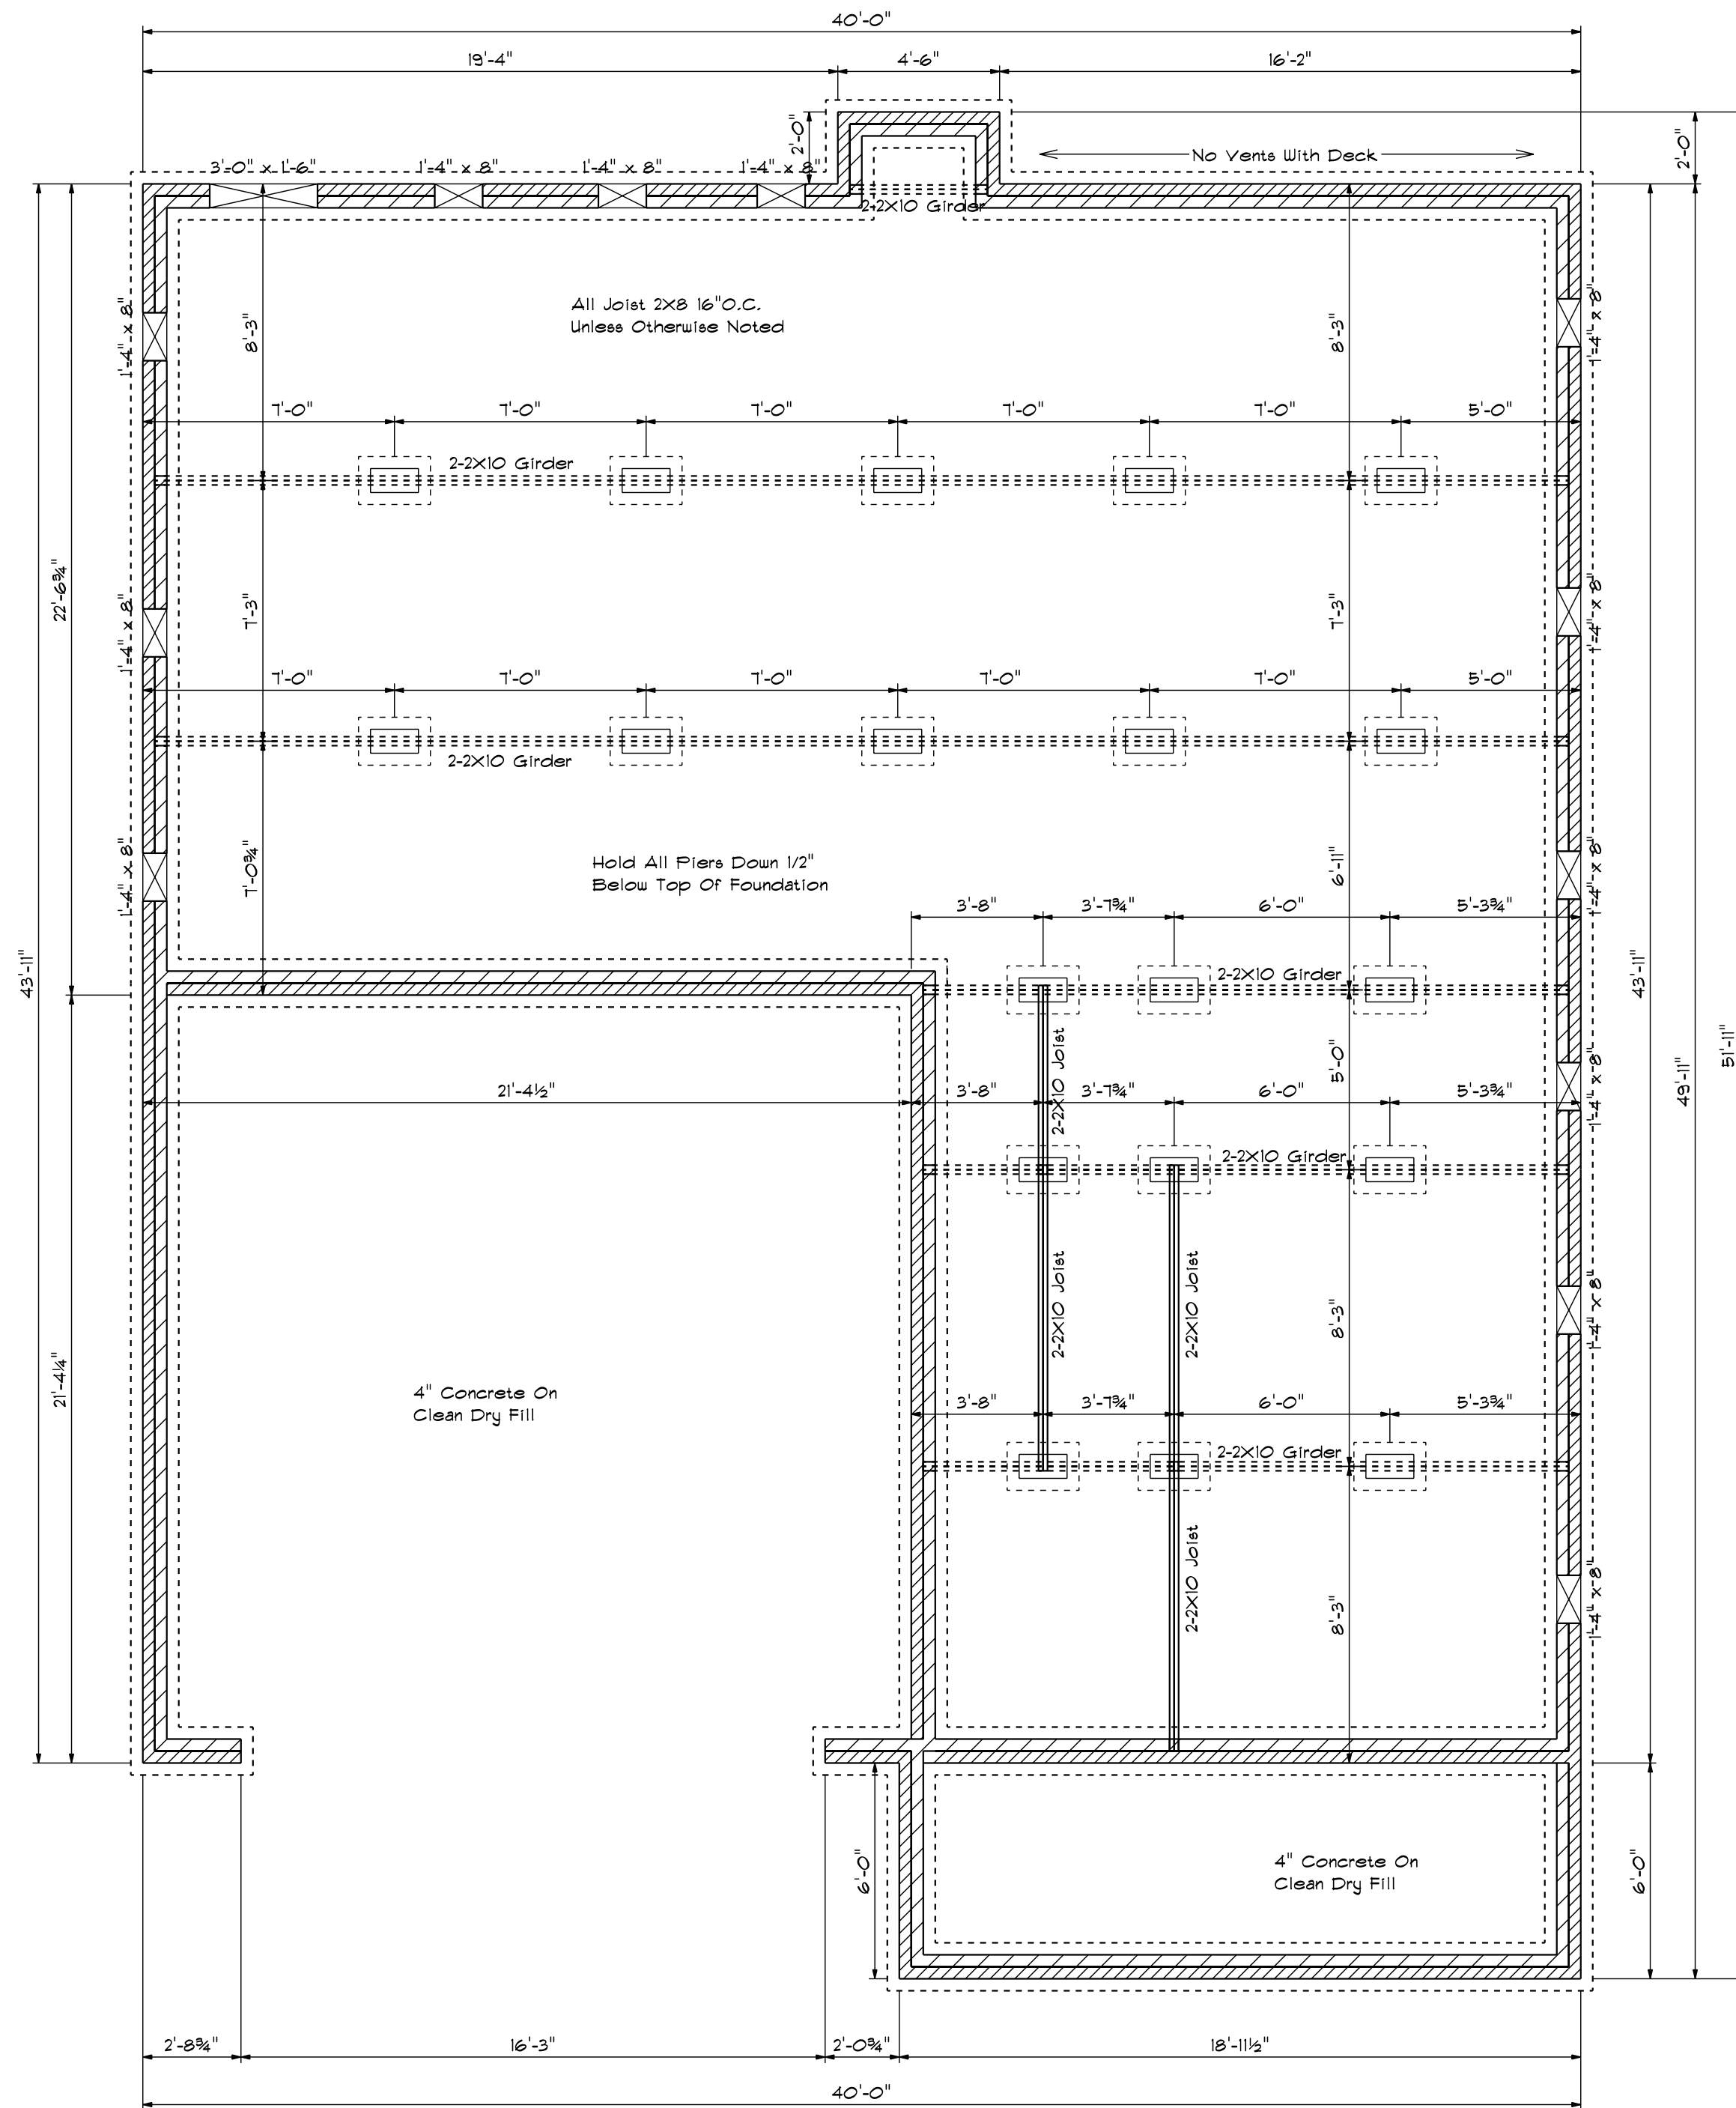 40'-0"
19'-4"
4'-6"
16'-2"
2'-0"
2'-0"
No Vents With Deck
3'-0" x 1'-6"
1'-4" x 8"
1'-4" x 8"
1'-4" x 8"
2-2X10 Girder
All Joist 2X8 16"O.C.
Unless Otherwise Noted
1'-4" x 8"
8'-3"
8'-3"
1'-4" x 8"
7'-0"
7'-0"
7'-0"
7'-0"
7'-0"
5'-0"
2-2X10 Girder
22'-6¾"
1'-4" x 8"
7'-3"
7'-3"
1'-4" x 8"
7'-0"
7'-0"
7'-0"
7'-0"
7'-0"
5'-0"
2-2X10 Girder
1'-4" x 8"
7'-0¾"
Hold All Piers Down 1/2"
Below Top Of Foundation
6'-11"
1'-4" x 8"
3'-8"
3'-7¾"
6'-0"
5'-3¾"
43'-11"
2-2X10 Girder
43'-11"
49'-11"
51'-11"
2-2X10 Joist
5'-0"
1'-4" x 8"
21'-4½"
3'-8"
3'-7¾"
6'-0"
5'-3¾"
2-2X10 Girder
2-2X10 Joist
2-2X10 Joist
8'-3"
1'-4" x 8"
21'-4¼"
4" Concrete On
Clean Dry Fill
3'-8"
3'-7¾"
6'-0"
5'-3¾"
2-2X10 Girder
2-2X10 Joist
8'-3"
1'-4" x 8"
6'-0"
4" Concrete On
Clean Dry Fill
6'-0"
2'-8¾"
16'-3"
2'-0¾"
18'-11½"
40'-0"